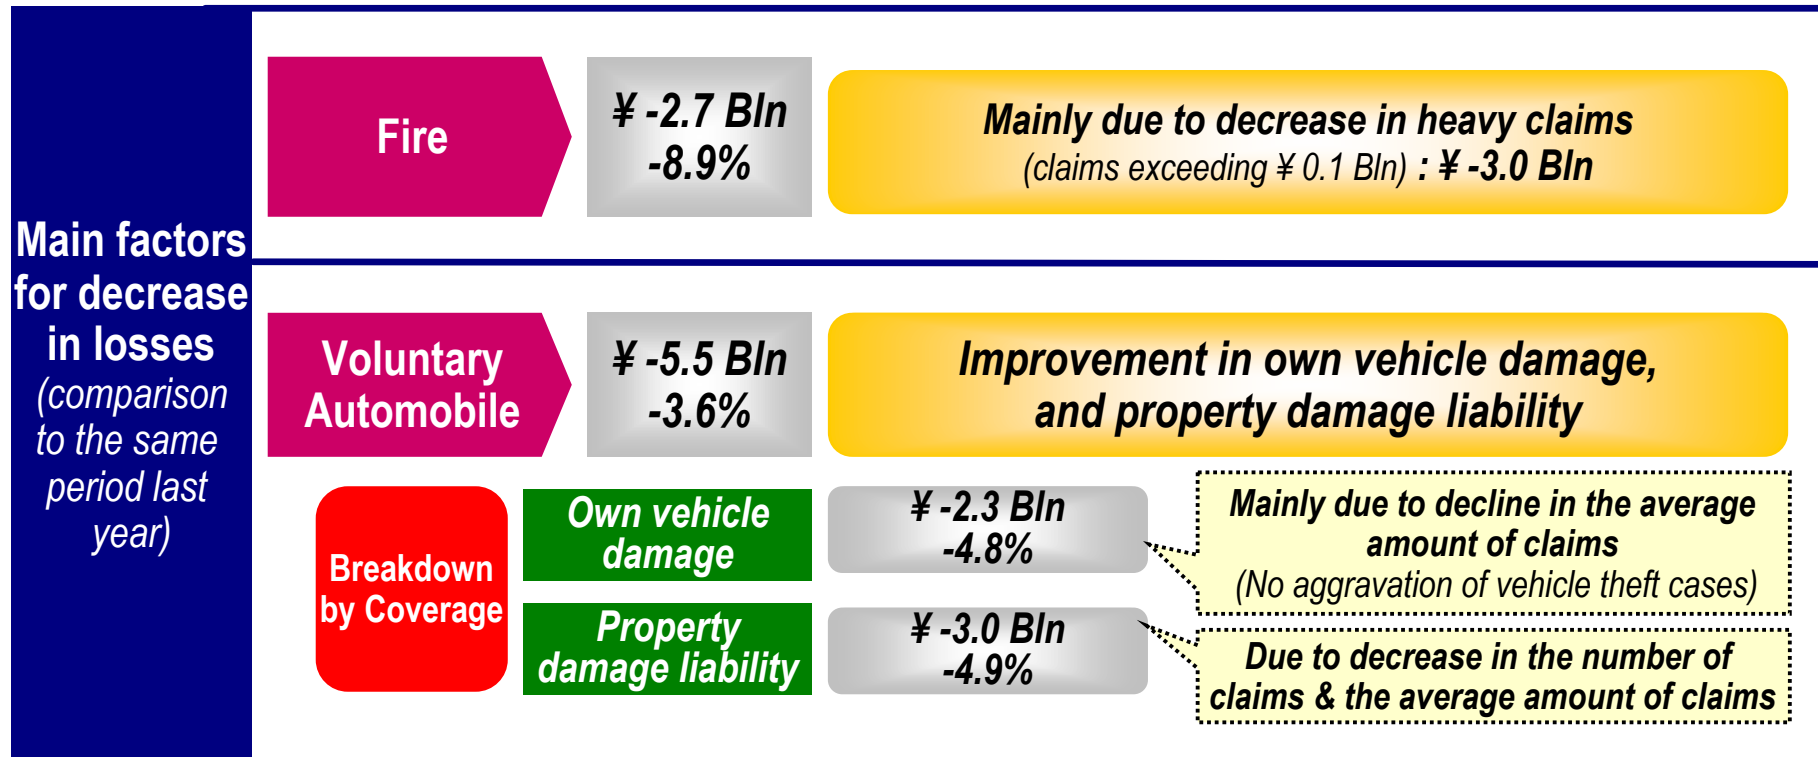 Main factors
for decrease
in losses
(comparison
to the same
period last
year)
Fire
¥ -2.7 Bln
-8.9%
Mainly due to decrease in heavy claims
(claims exceeding ¥ 0.1 Bln) : ¥ -3.0 Bln
Voluntary
Automobile
¥ -5.5 Bln
-3.6%
Improvement in own vehicle damage,
and property damage liability
Breakdown
by Coverage
Own vehicle
damage
¥ -2.3 Bln
-4.8%
Mainly due to decline in the average
amount of claims
(No aggravation of vehicle theft cases)
Property
damage liability
¥ -3.0 Bln
-4.9%
Due to decrease in the number of
claims & the average amount of claims